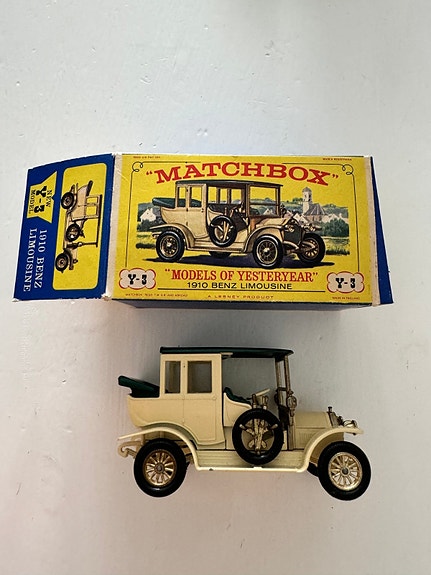 "MATCHBOX"
Y-3
"MODELS OF YESTERYEAR"
1910 BENZ LIMOUSINE
Y-3
A LESNEY PRODUCT
NEW
Y-3
MODEL
1910 BENZ
LIMOUSINE